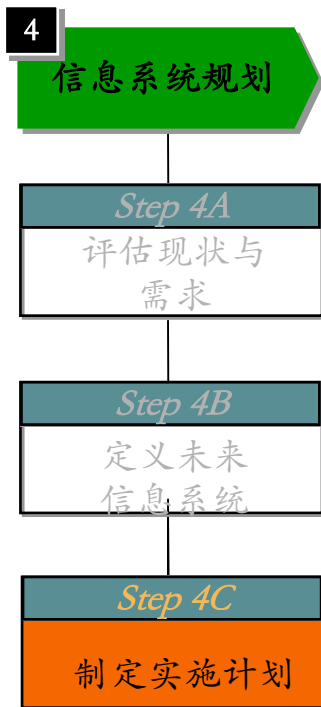 4
信息系统规划
Step 4A
评估现状与
需求
Step 4B
定义未来
信息系统
Step 4C
制定实施计划